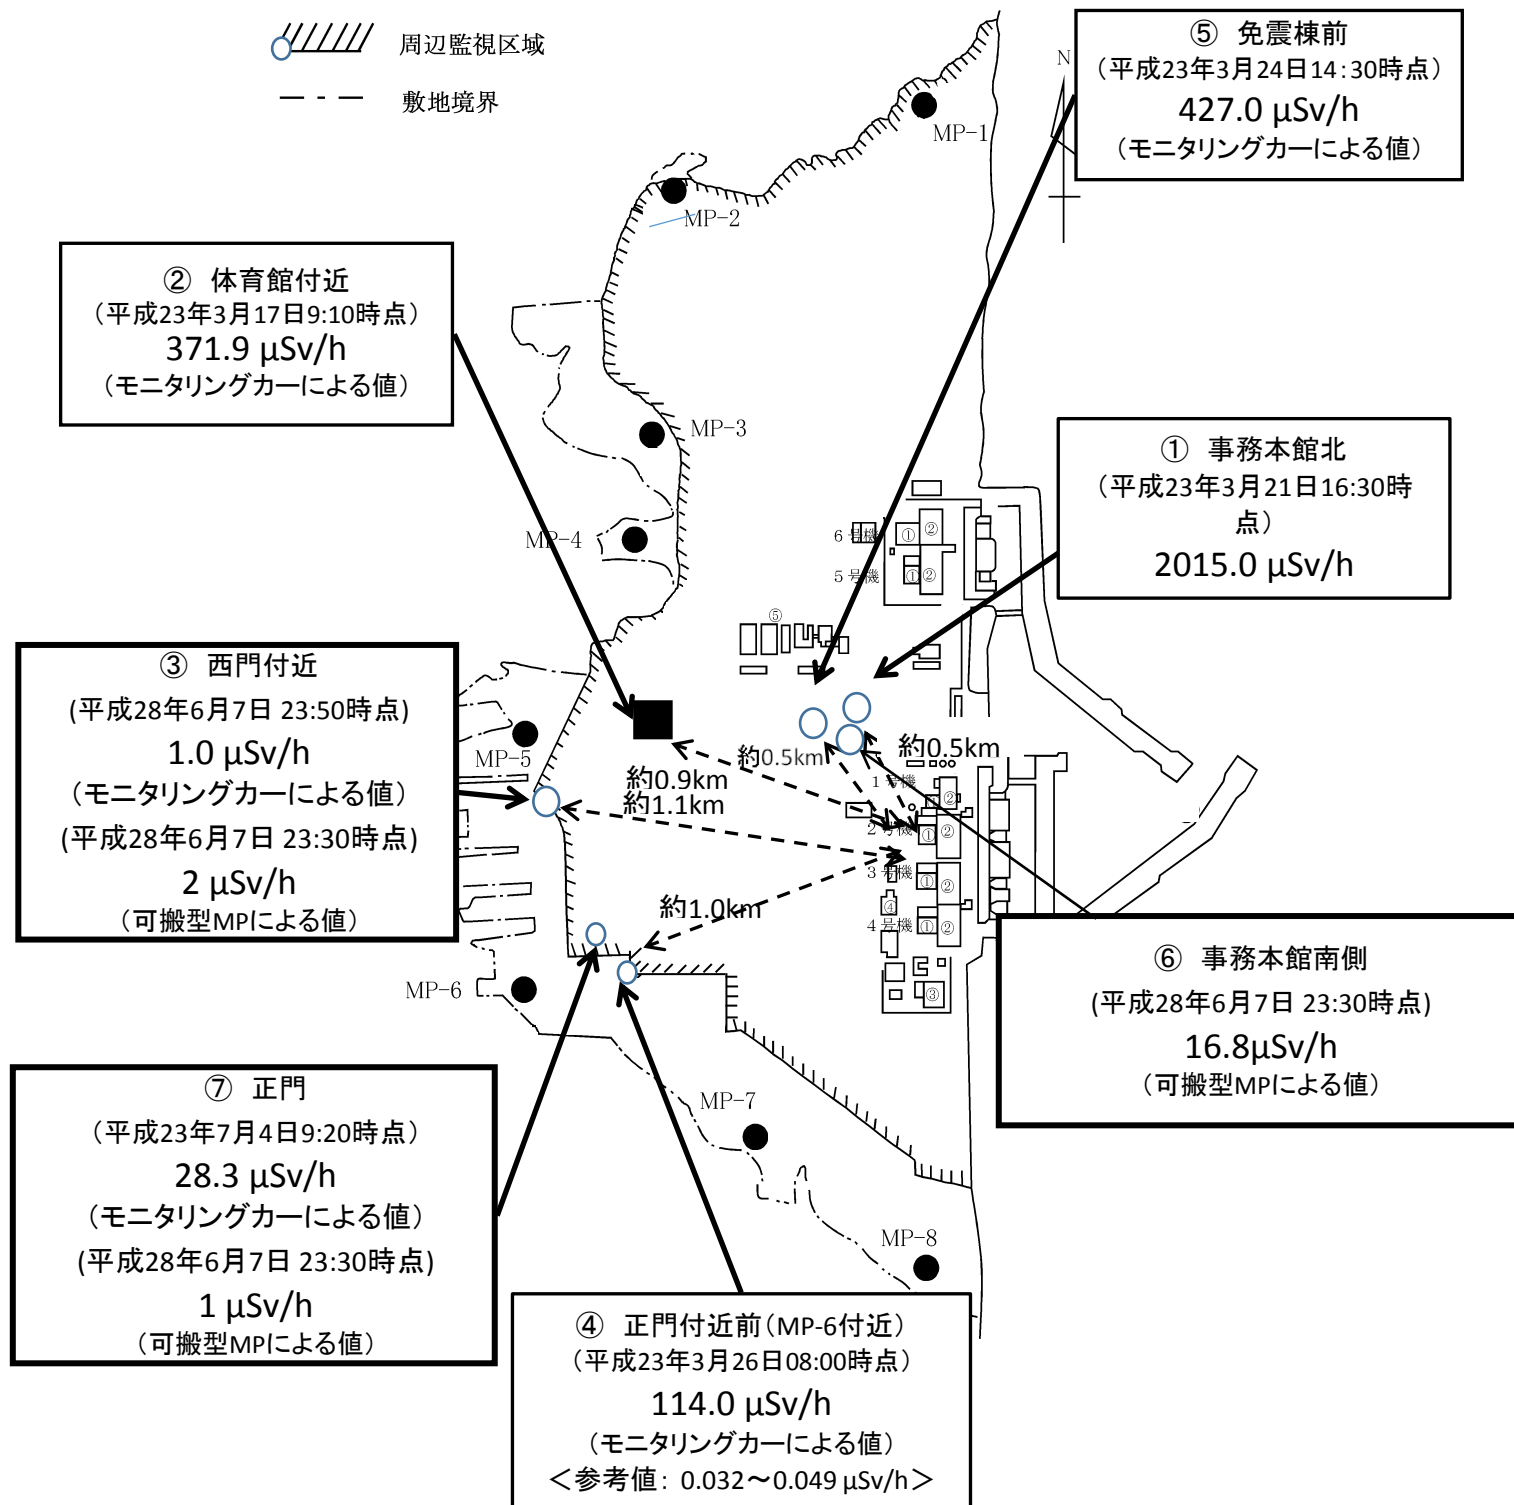 周辺監視区域
敷地境界
N
⑤ 免震棟前
（平成23年3月24日14：30時点）
427.0 μSv/h
（モニタリングカーによる値）
MP-1
MP-2
② 体育館付近
（平成23年3月17日9:10時点）
371.9 μSv/h
（モニタリングカーによる値）
MP-3
MP-4
① 事務本館北
（平成23年3月21日16:30時
点）
2015.0 μSv/h
6号機
①
②
5号機
①
②
⑤
③ 西門付近
(平成28年6月7日 23:50時点)
1.0 μSv/h
（モニタリングカーによる値）
(平成28年6月7日 23:30時点)
2 μSv/h
（可搬型MPによる値）
MP-5
約0.5km
約0.5km
約0.9km
約1.1km
1号機
①
②
2号機
①
②
3号機
①
②
④
4号機
①
②
③
約1.0km
MP-6
⑥ 事務本館南側
(平成28年6月7日 23:30時点)
16.8μSv/h
（可搬型MPによる値）
⑦ 正門
（平成23年7月4日9:20時点）
28.3 μSv/h
（モニタリングカーによる値）
(平成28年6月7日 23:30時点)
1 μSv/h
（可搬型MPによる値）
MP-7
MP-8
④ 正門付近前（MP-6付近）
（平成23年3月26日08:00時点）
114.0 μSv/h
（モニタリングカーによる値）
＜参考値： 0.032～0.049 μSv/h＞